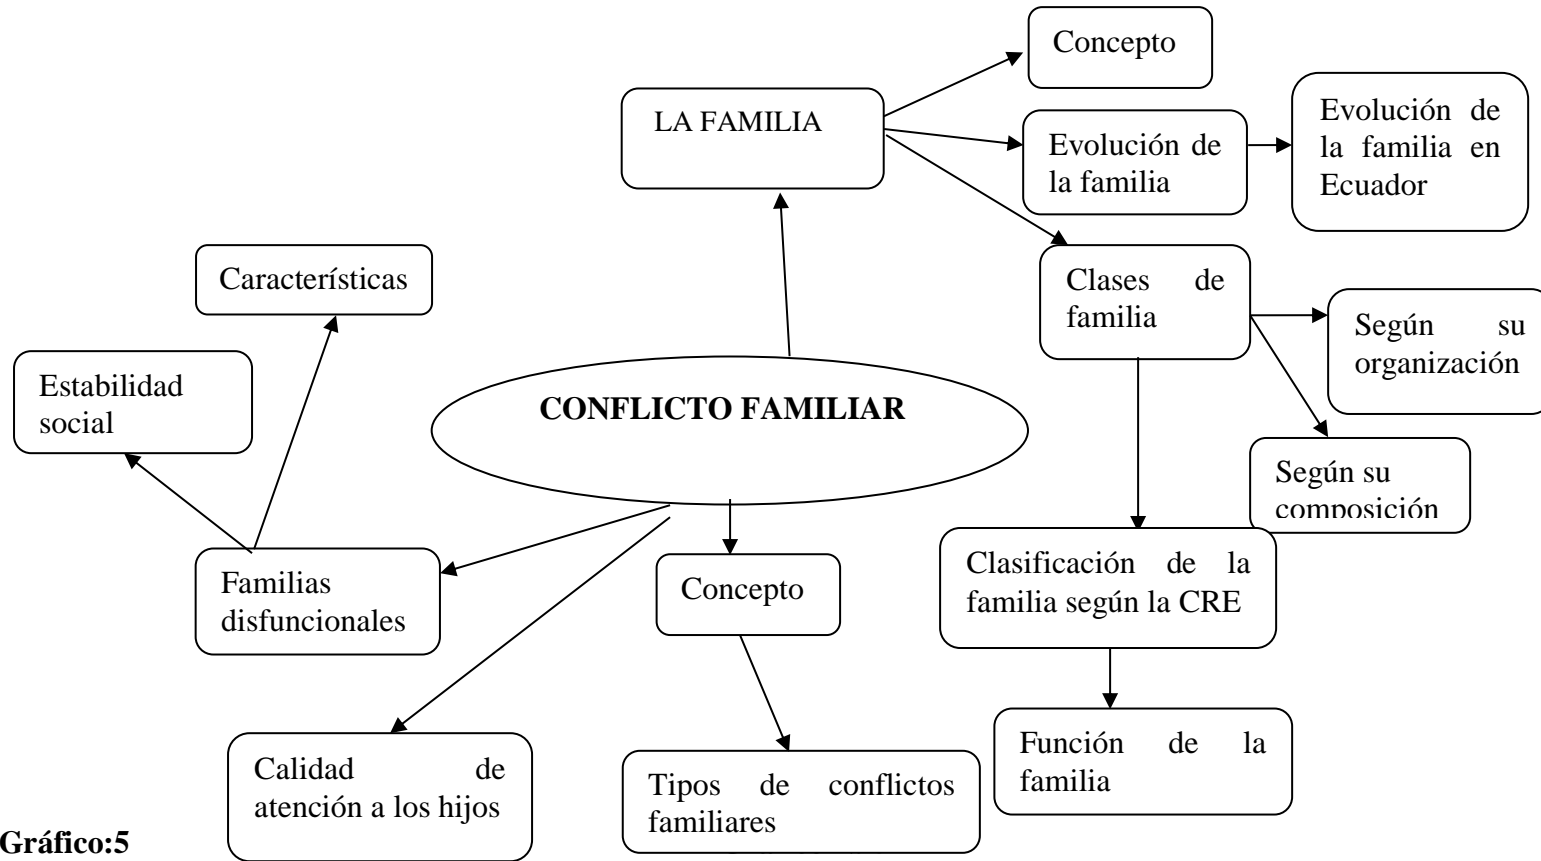 Concepto
LA FAMILIA
Evolución de
la familia
Evolución de
la familia en
Ecuador
Características
Clases de
familia
Según su
organización
Estabilidad
social
CONFLICTO FAMILIAR
Según su
composición
Familias
disfuncionales
Concepto
Clasificación de la
familia según la CRE
Calidad de
atención a los hijos
Tipos de conflictos
familiares
Función de la
familia
Gráfico:5